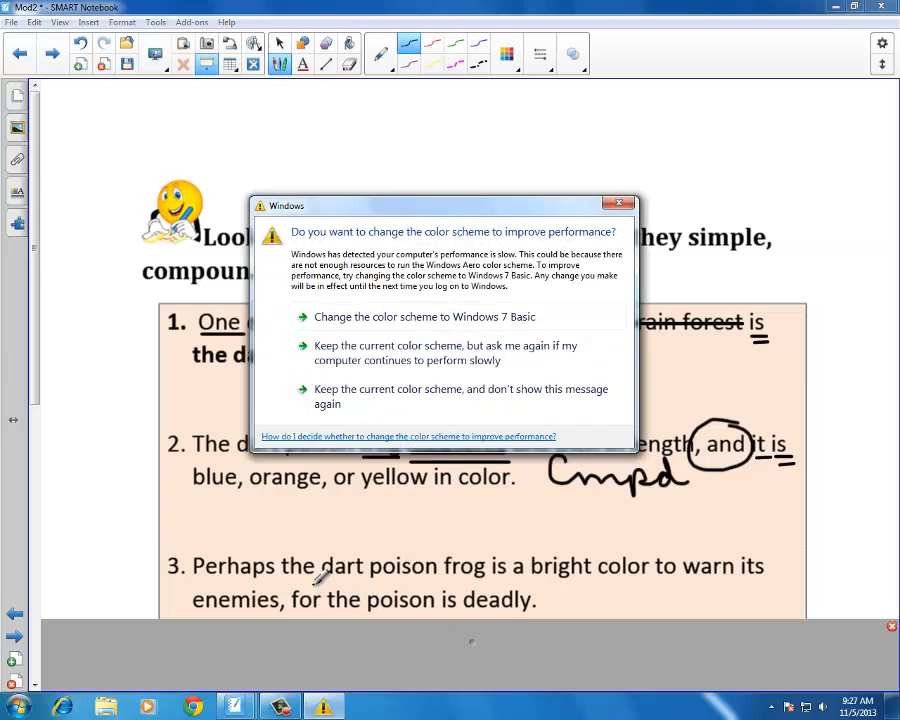 Mod2 * - SMART Notebook
File Edit View Insert Format Tools Add-ons Help
Windows
Do you want to change the color scheme to improve performance?
Windows has detected your computer's performance is slow. This could be because there
are not enough resources to run the Windows Aero color scheme. To improve
performance, try changing the color scheme to Windows 7 Basic. Any change you make
will be in effect until the next time you log on to Windows.
Change the color scheme to Windows 7 Basic
Keep the current color scheme, but ask me again if my
computer continues to perform slowly
Keep the current color scheme, and don't show this message
again
How do I decide whether to change the color scheme to improve performance?
Look hey simple,
compoun
1. One rain forest is
the da
2. The d ength, and it is
blue, orange, or yellow in color. Cmpd
3. Perhaps the dart poison frog is a bright color to warn its
enemies, for the poison is deadly.
9:27 AM
11/5/2013